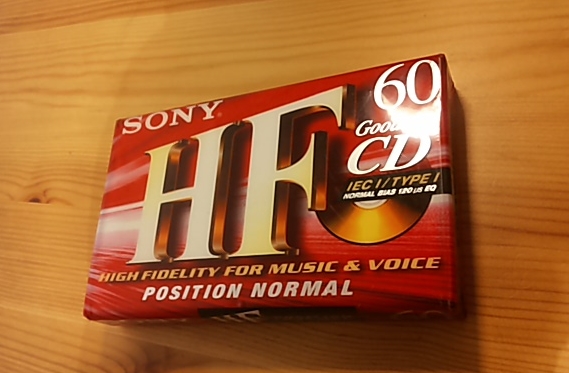 SONY
HF
60
Good
CD
IEC I / TYPE I
NORMAL BIAS 120 µs EQ
HIGH FIDELITY FOR MUSIC & VOICE
POSITION NORMAL